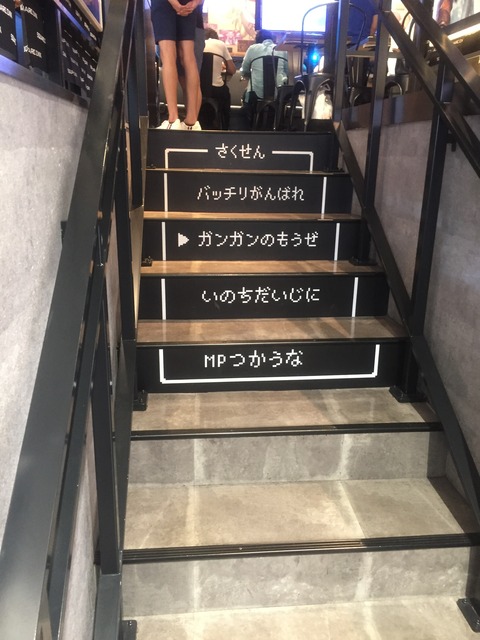 さくせん
バッチリがんばれ
▶ガンガンのもうぜ
いのちだいじに
MPつかうな